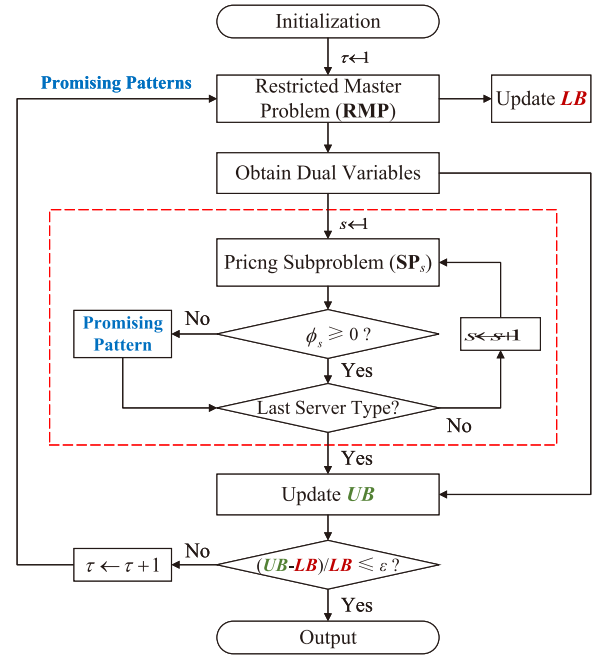 Initialization
τ←1
Promising Patterns
Restricted Master
Problem (RMP)
Update LB
Obtain Dual Variables
s←1
Pricng Subproblem (SPₛ)
Promising
Pattern
No
ϕₛ ≥ 0 ?
s←s+1
Yes
Last Server Type?
No
Yes
Update UB
τ ← τ + 1
No
(UB-LB)/LB ≤ ε ?
Yes
Output